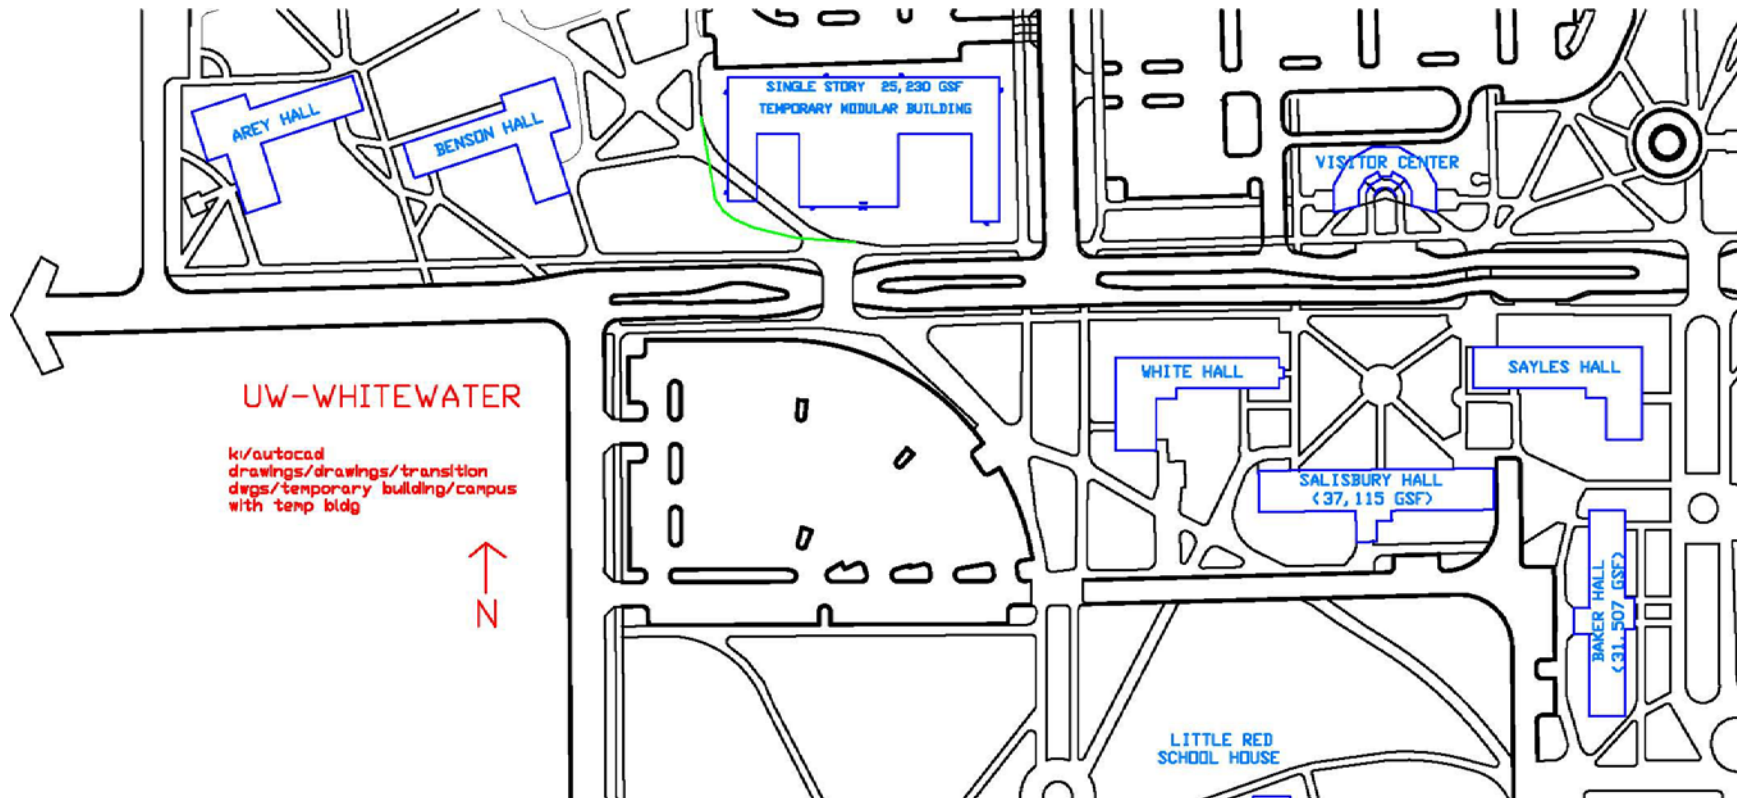 SINGLE STORY 25,230 GSF
TEMPORARY MODULAR BUILDING
AREY HALL
BENSON HALL
VISITOR CENTER
UW-WHITEWATER
WHITE HALL
SAYLES HALL
k:/autocad
drawings/drawings/transition
dwgs/temporary building/campus
with temp bldg
SALISBURY HALL
(37,115 GSF)
N
BAKER HALL
(31,507 GSF)
LITTLE RED
SCHOOL HOUSE